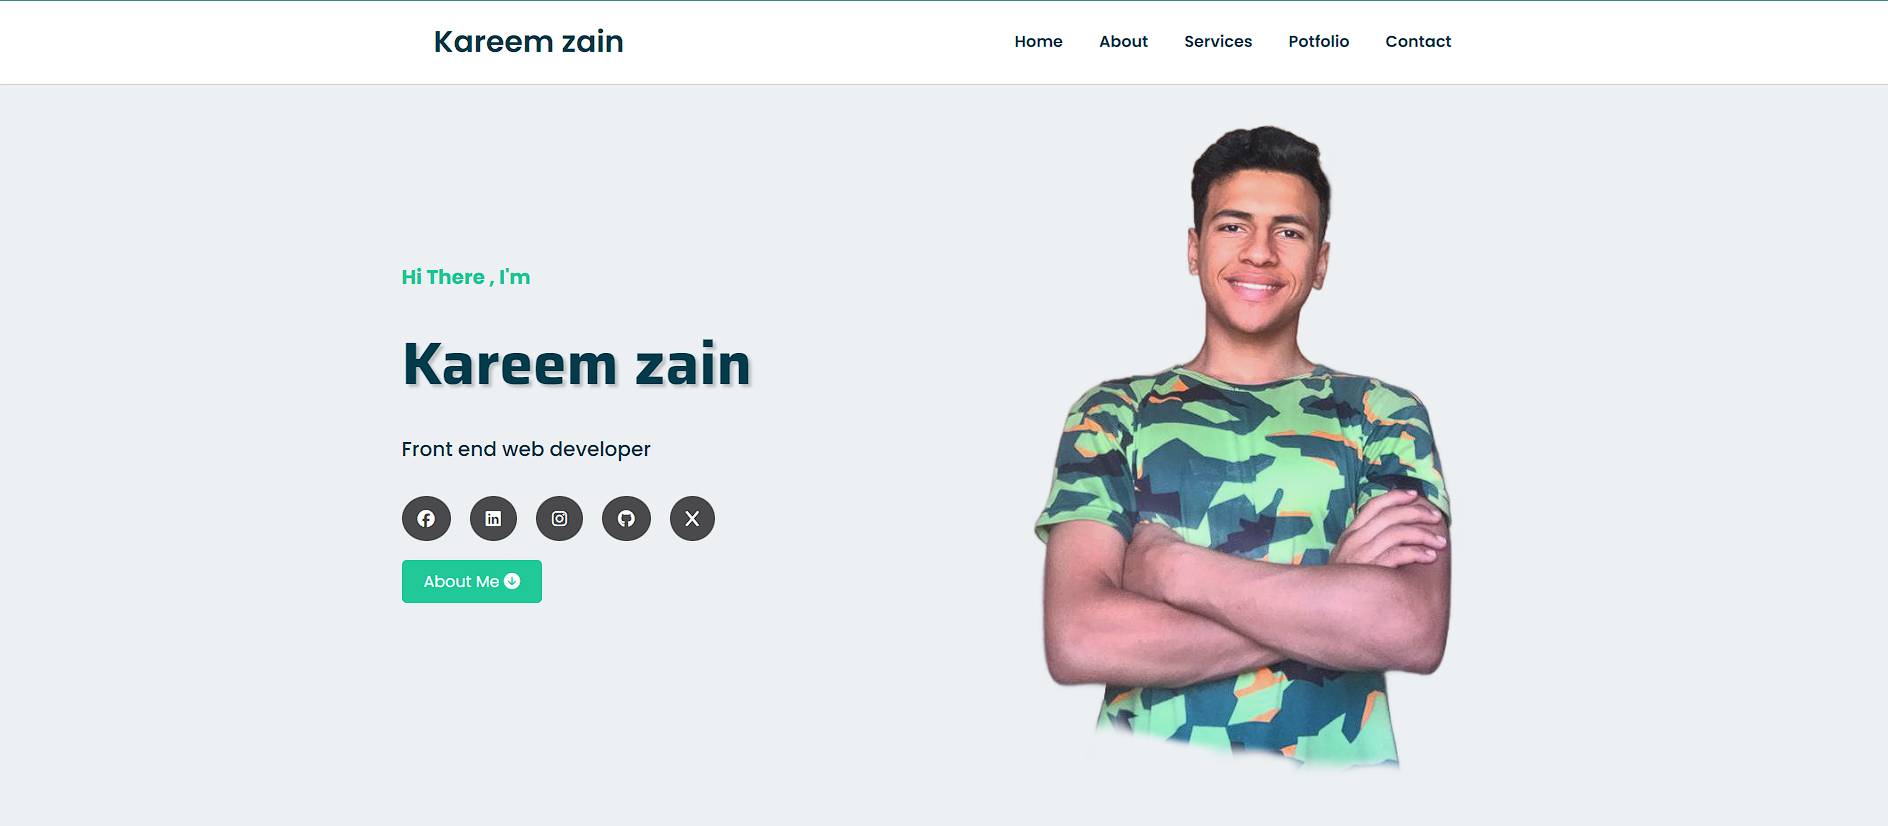 Kareem zain
Home About Services Potfolio Contact
Hi There , I'm
Kareem zain
Front end web developer
About Me